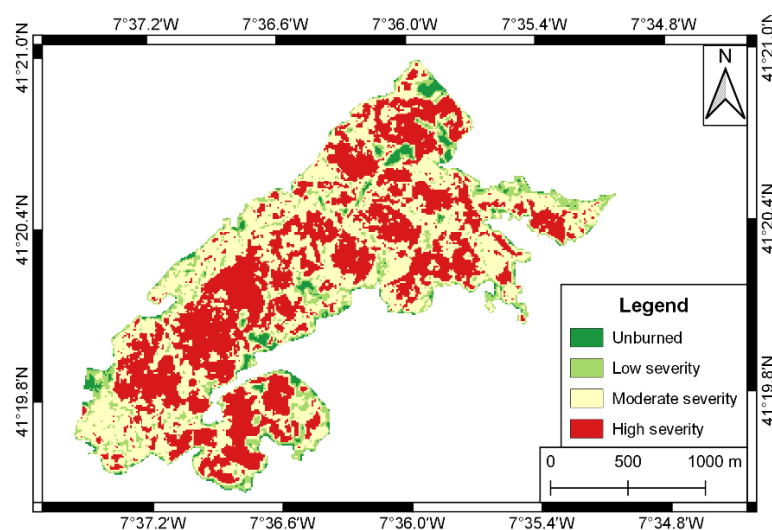 7°37.2'W 7°36.6'W 7°36.0'W 7°35.4'W 7°34.8'W
41°21.0'N 41°21.0'N
N
41°20.4'N 41°20.4'N
Legend
Unburned
Low severity
Moderate severity
High severity
41°19.8'N 41°19.8'N
0 500 1000 m
7°37.2'W 7°36.6'W 7°36.0'W 7°35.4'W 7°34.8'W